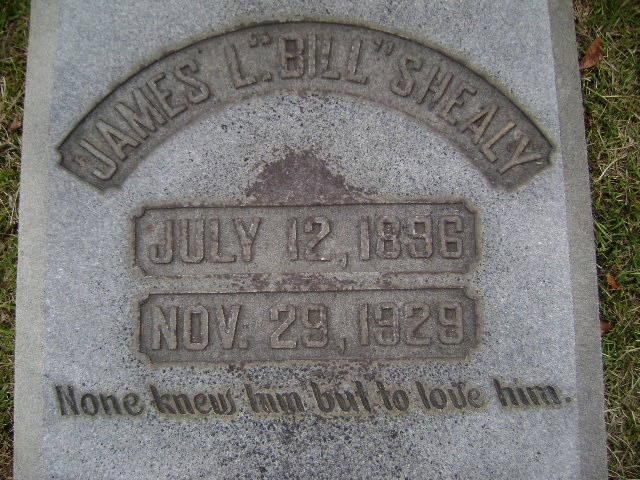 JAMES L. "BILL" SHEALY
JULY 12, 1896
NOV. 29, 1929
None knew him but to love him.